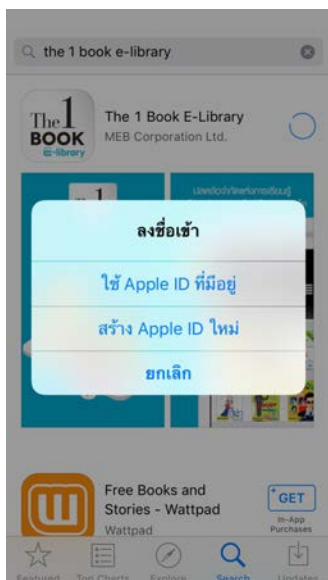 the 1 book e-library
The 1
BOOK
e-library
The 1 Book E-Library
MEB Corporation Ltd.
ลงชื่อเข้า
ใช้ Apple ID ที่มีอยู่
สร้าง Apple ID ใหม่
ยกเลิก
Free Books and
Stories - Wattpad
Wattpad
GET
In-App
Purchases
Featured
Top Charts
Explore
Search
Updates